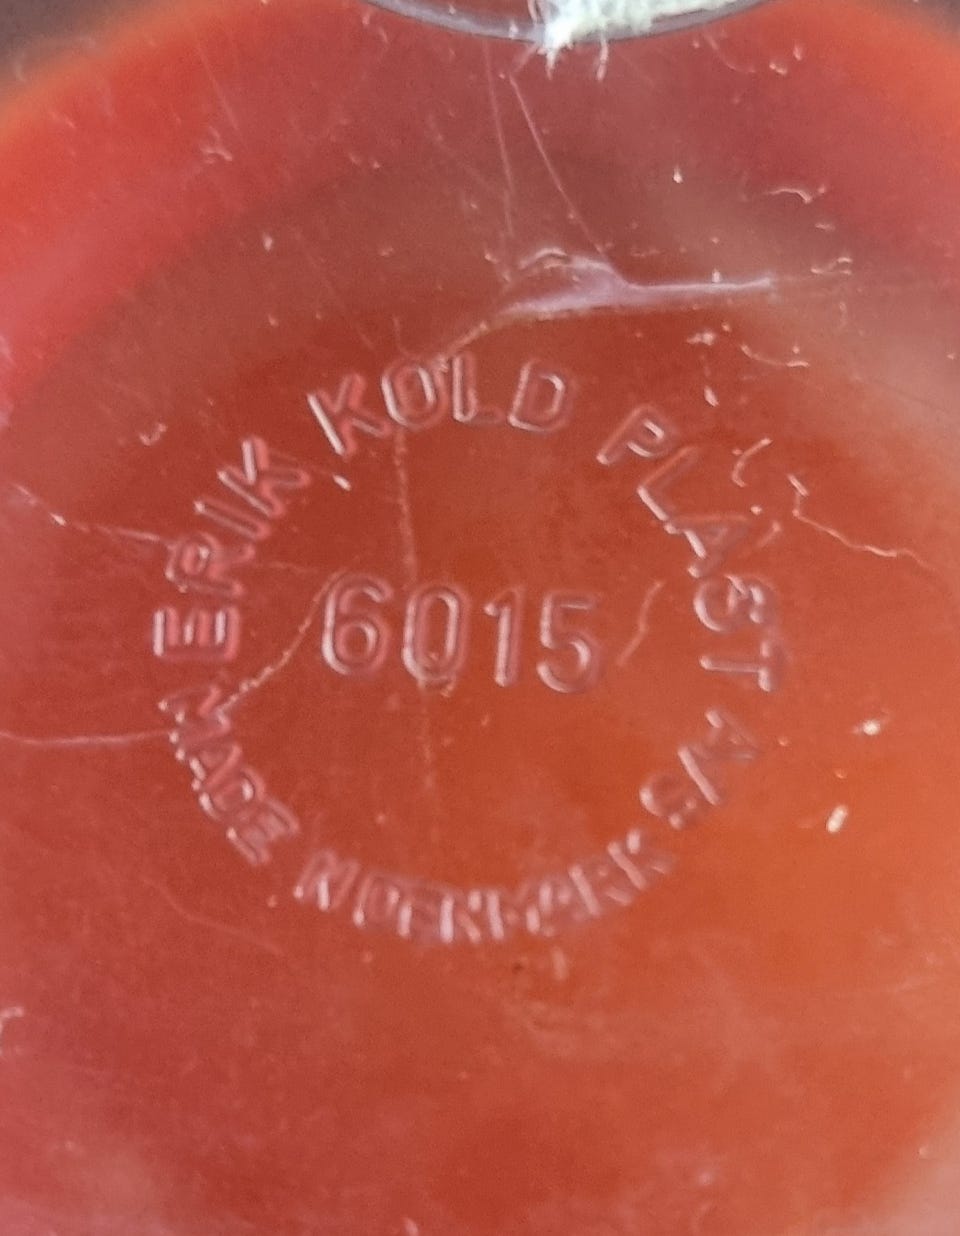 ERIK KOLD PLAST A/S
6015
MADE IN DENMARK